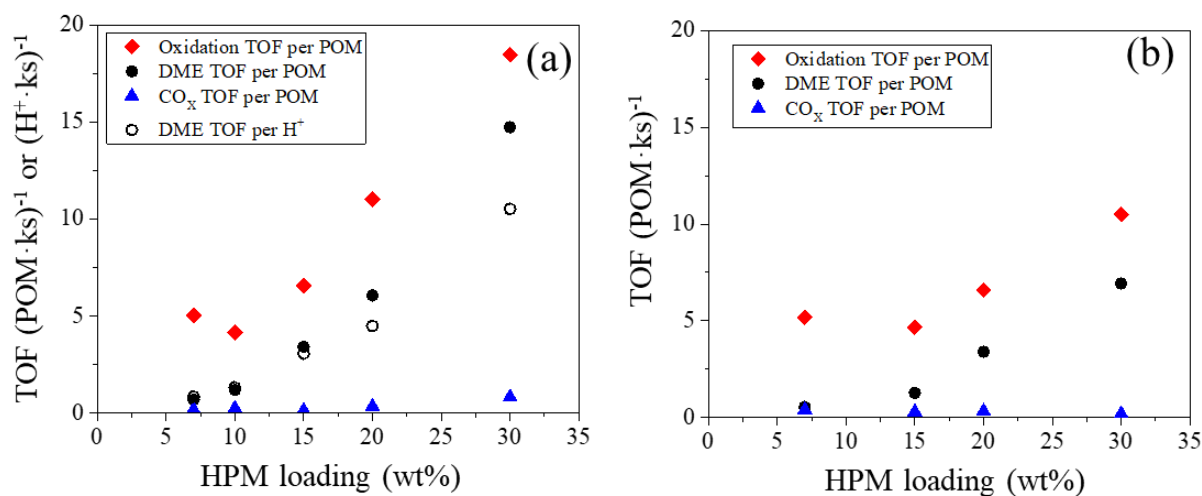 (a)
Oxidation TOF per POM
DME TOF per POM
COₓ TOF per POM
DME TOF per H⁺
TOF (POM·ks)⁻¹ or (H⁺·ks)⁻¹
20
15
10
5
0
0 5 10 15 20 25 30 35
HPM loading (wt%)
(b)
Oxidation TOF per POM
DME TOF per POM
COₓ TOF per POM
TOF (POM·ks)⁻¹
20
15
10
5
0
0 5 10 15 20 25 30 35
HPM loading (wt%)